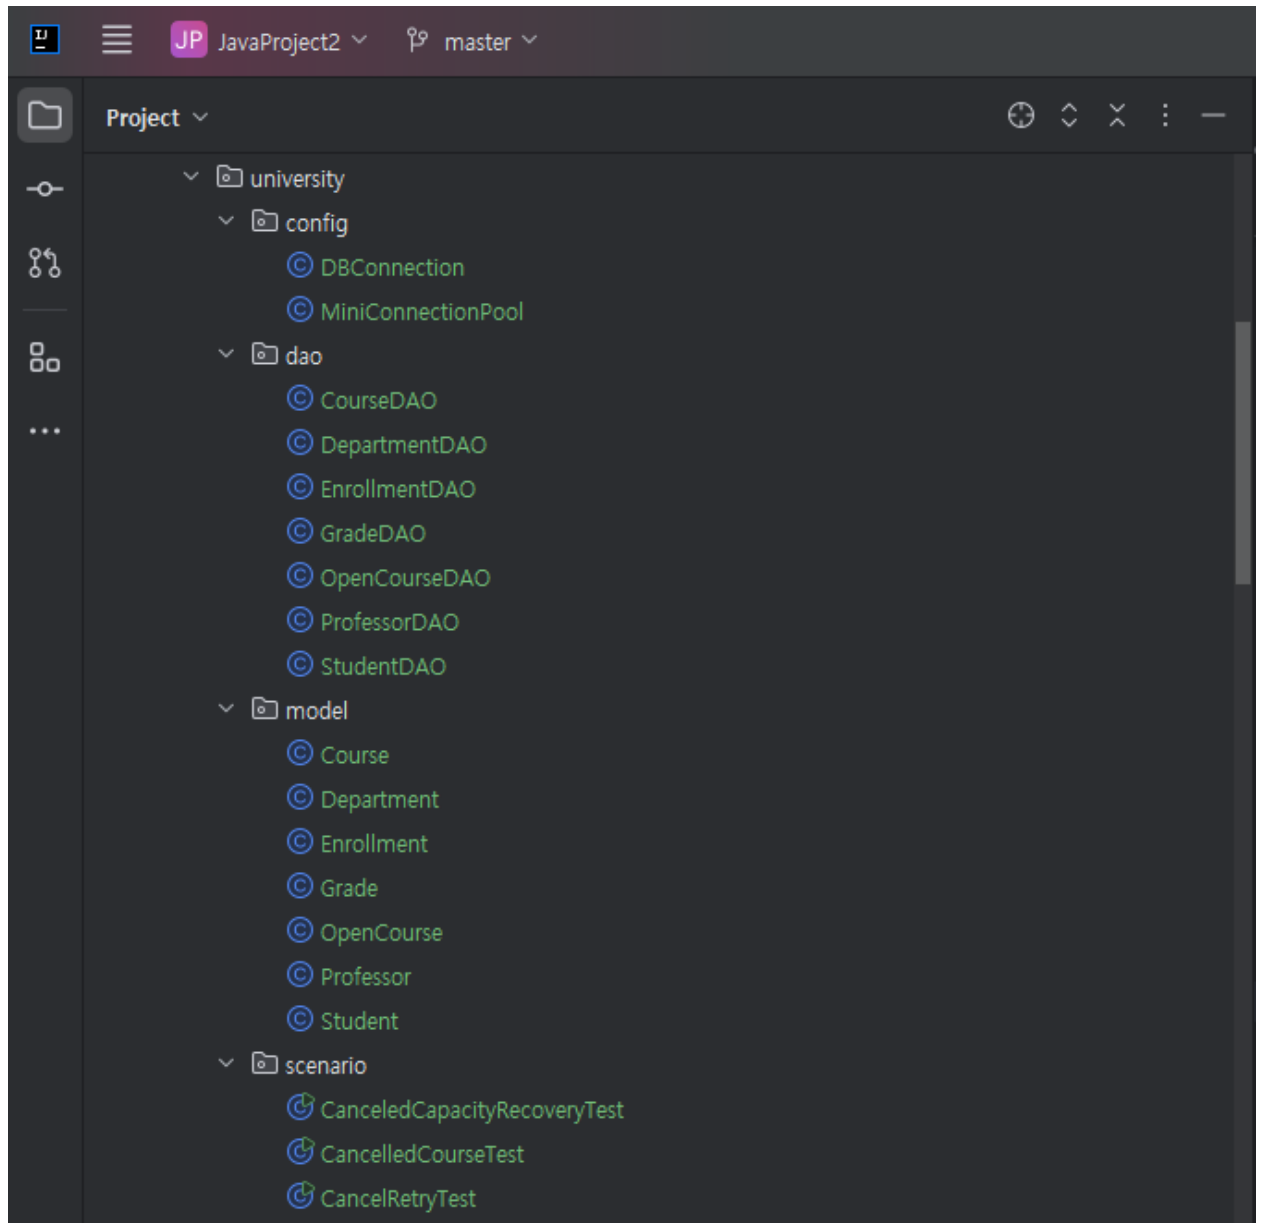 IJ JP JavaProject2 master
Project
university
config
C DBConnection
C MiniConnectionPool
dao
C CourseDAO
C DepartmentDAO
C EnrollmentDAO
C GradeDAO
C OpenCourseDAO
C ProfessorDAO
C StudentDAO
model
C Course
C Department
C Enrollment
C Grade
C OpenCourse
C Professor
C Student
scenario
C CanceledCapacityRecoveryTest
C CancelledCourseTest
C CancelRetryTest